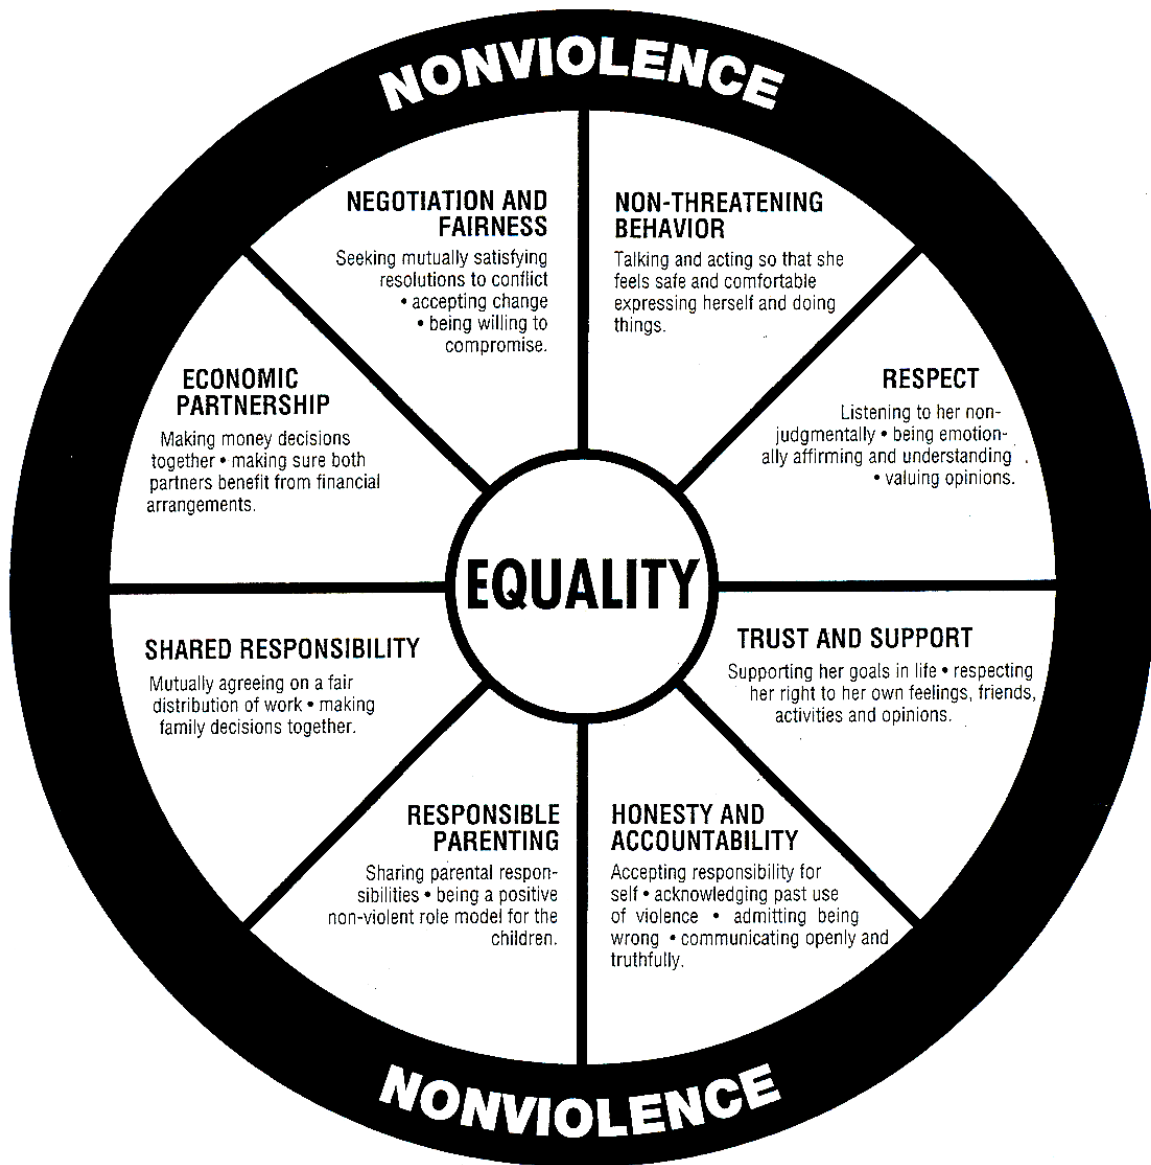 NONVIOLENCE
NEGOTIATION AND
FAIRNESS
Seeking mutually satisfying
resolutions to conflict
• accepting change
• being willing to
compromise.
NON-THREATENING
BEHAVIOR
Talking and acting so that she
feels safe and comfortable
expressing herself and doing
things.
RESPECT
Listening to her non-
judgmentally • being emotion-
ally affirming and understanding
• valuing opinions.
TRUST AND SUPPORT
Supporting her goals in life • respecting
her right to her own feelings, friends,
activities and opinions.
HONESTY AND
ACCOUNTABILITY
Accepting responsibility for
self • acknowledging past use
of violence • admitting being
wrong • communicating openly and
truthfully.
RESPONSIBLE
PARENTING
Sharing parental respon-
sibilities • being a positive
non-violent role model for the
children.
SHARED RESPONSIBILITY
Mutually agreeing on a fair
distribution of work • making
family decisions together.
ECONOMIC
PARTNERSHIP
Making money decisions
together • making sure both
partners benefit from financial
arrangements.
EQUALITY
NONVIOLENCE